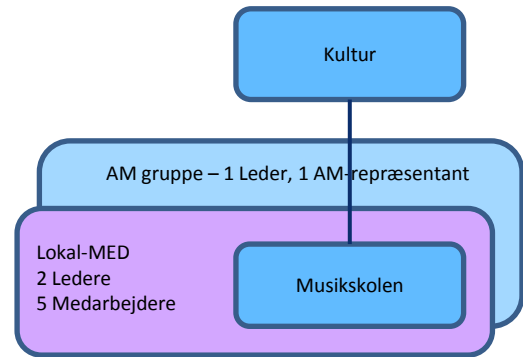 Kultur
AM gruppe – 1 Leder, 1 AM-repræsentant
Lokal-MED
2 Ledere
5 Medarbejdere
Musikskolen